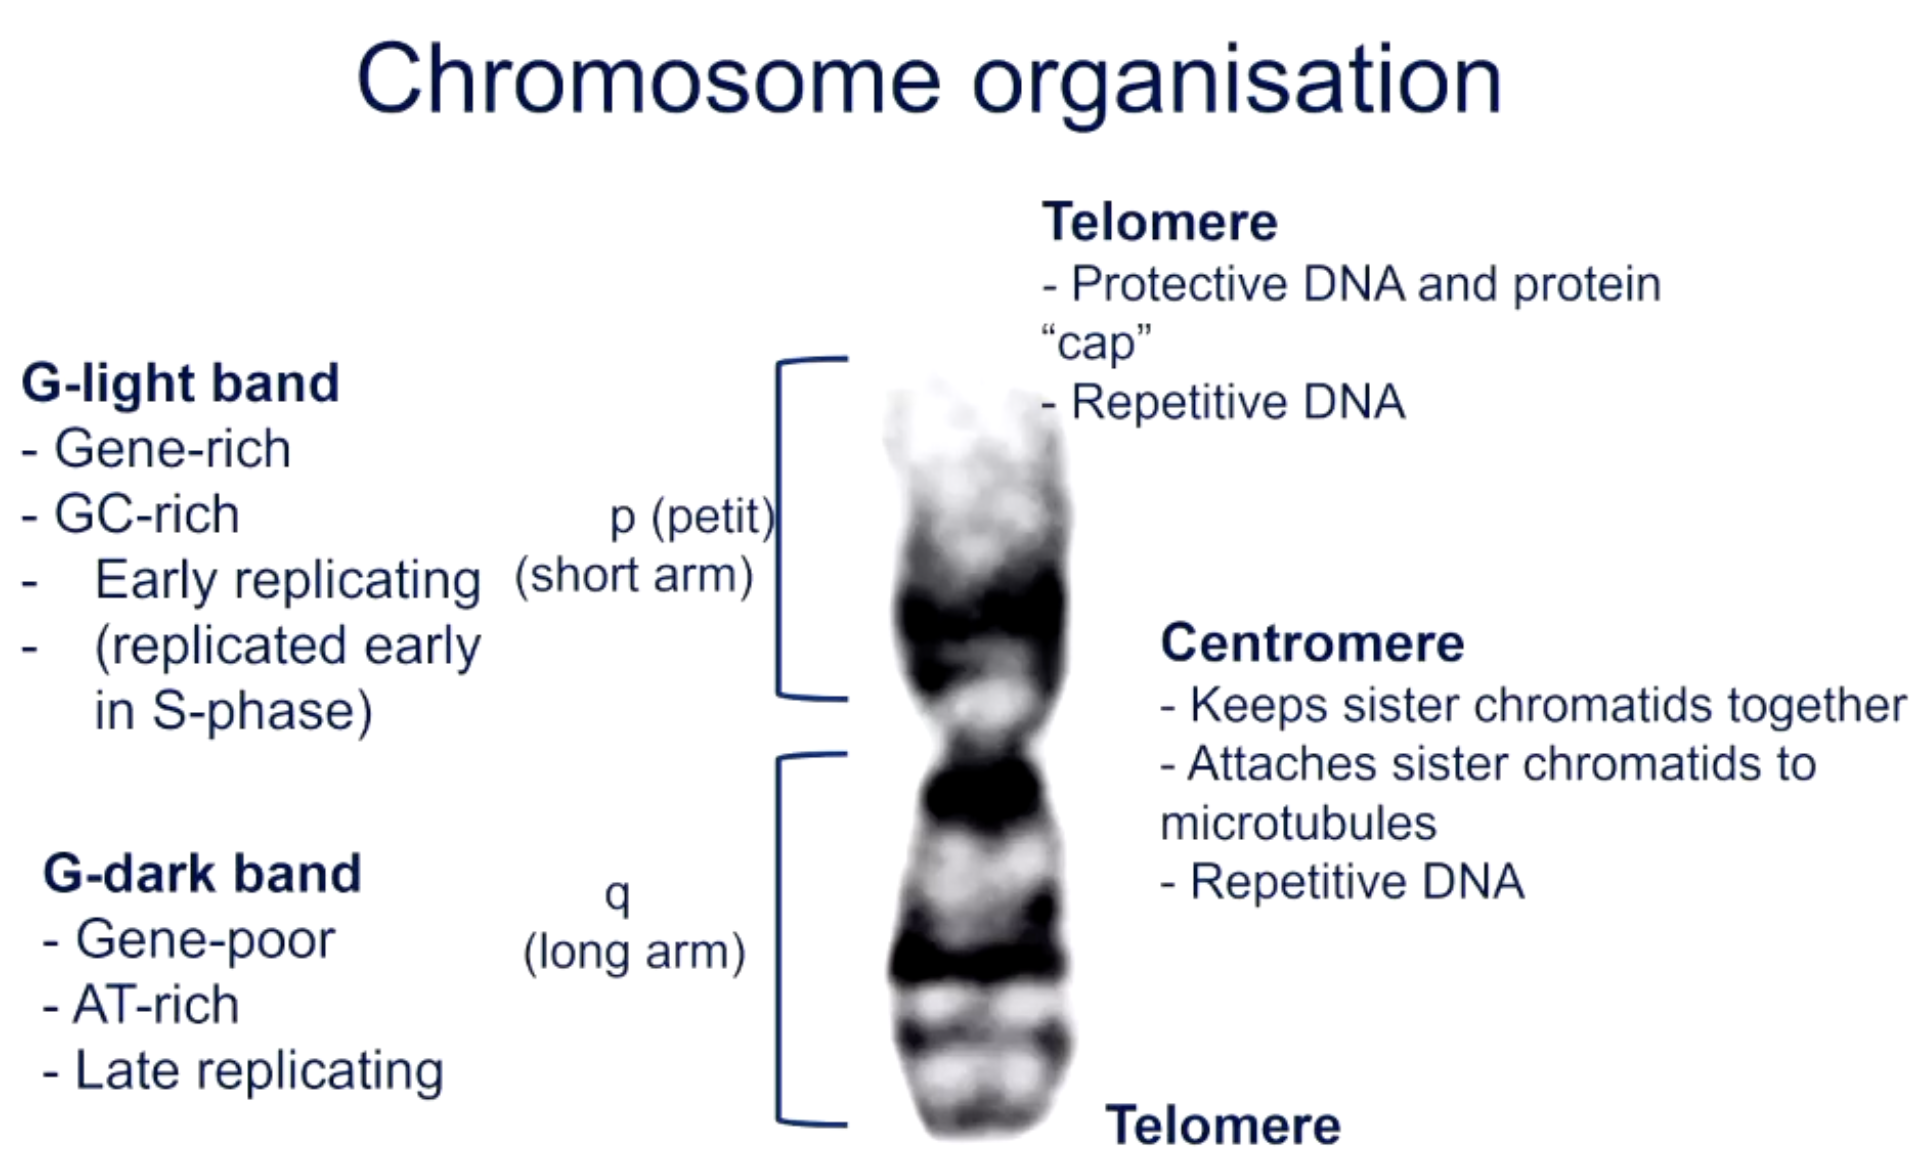 Chromosome organisation
Telomere
- Protective DNA and protein
“cap”
- Repetitive DNA
G-light band
- Gene-rich
- GC-rich
- Early replicating
- (replicated early
in S-phase)
p (petit)
(short arm)
Centromere
- Keeps sister chromatids together
- Attaches sister chromatids to
microtubules
- Repetitive DNA
G-dark band
- Gene-poor
- AT-rich
- Late replicating
q
(long arm)
Telomere